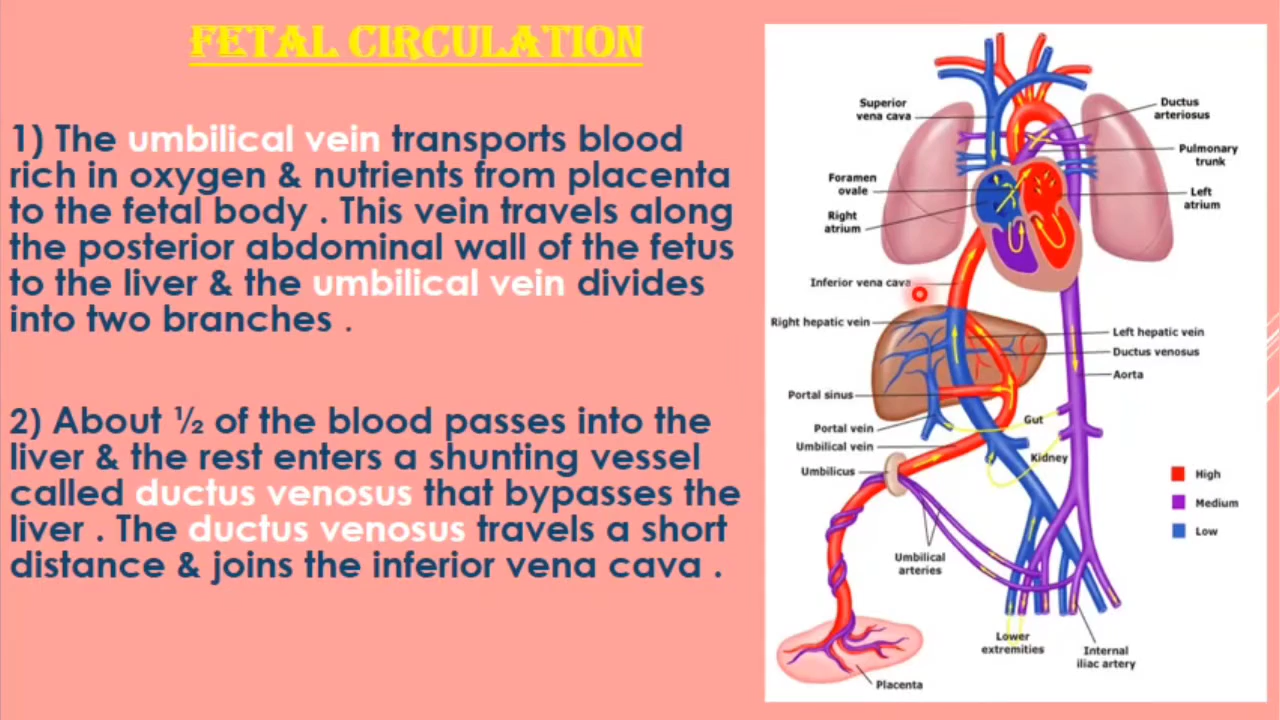 FETAL CIRCULATION
1) The umbilical vein transports blood
rich in oxygen & nutrients from placenta
to the fetal body . This vein travels along
the posterior abdominal wall of the fetus
to the liver & the umbilical vein divides
into two branches .
2) About ½ of the blood passes into the
liver & the rest enters a shunting vessel
called ductus venosus that bypasses the
liver . The ductus venosus travels a short
distance & joins the inferior vena cava .
Superior
vena cava
Ductus
arteriosus
Pulmonary
trunk
Foramen
ovale
Left
atrium
Right
atrium
Inferior vena cava
Right hepatic vein
Left hepatic vein
Ductus venosus
Aorta
Portal sinus
Portal vein
Gut
Umbilical vein
Kidney
Umbilicus
High
Medium
Low
Umbilical
arteries
Lower
extremities
Internal
iliac artery
Placenta